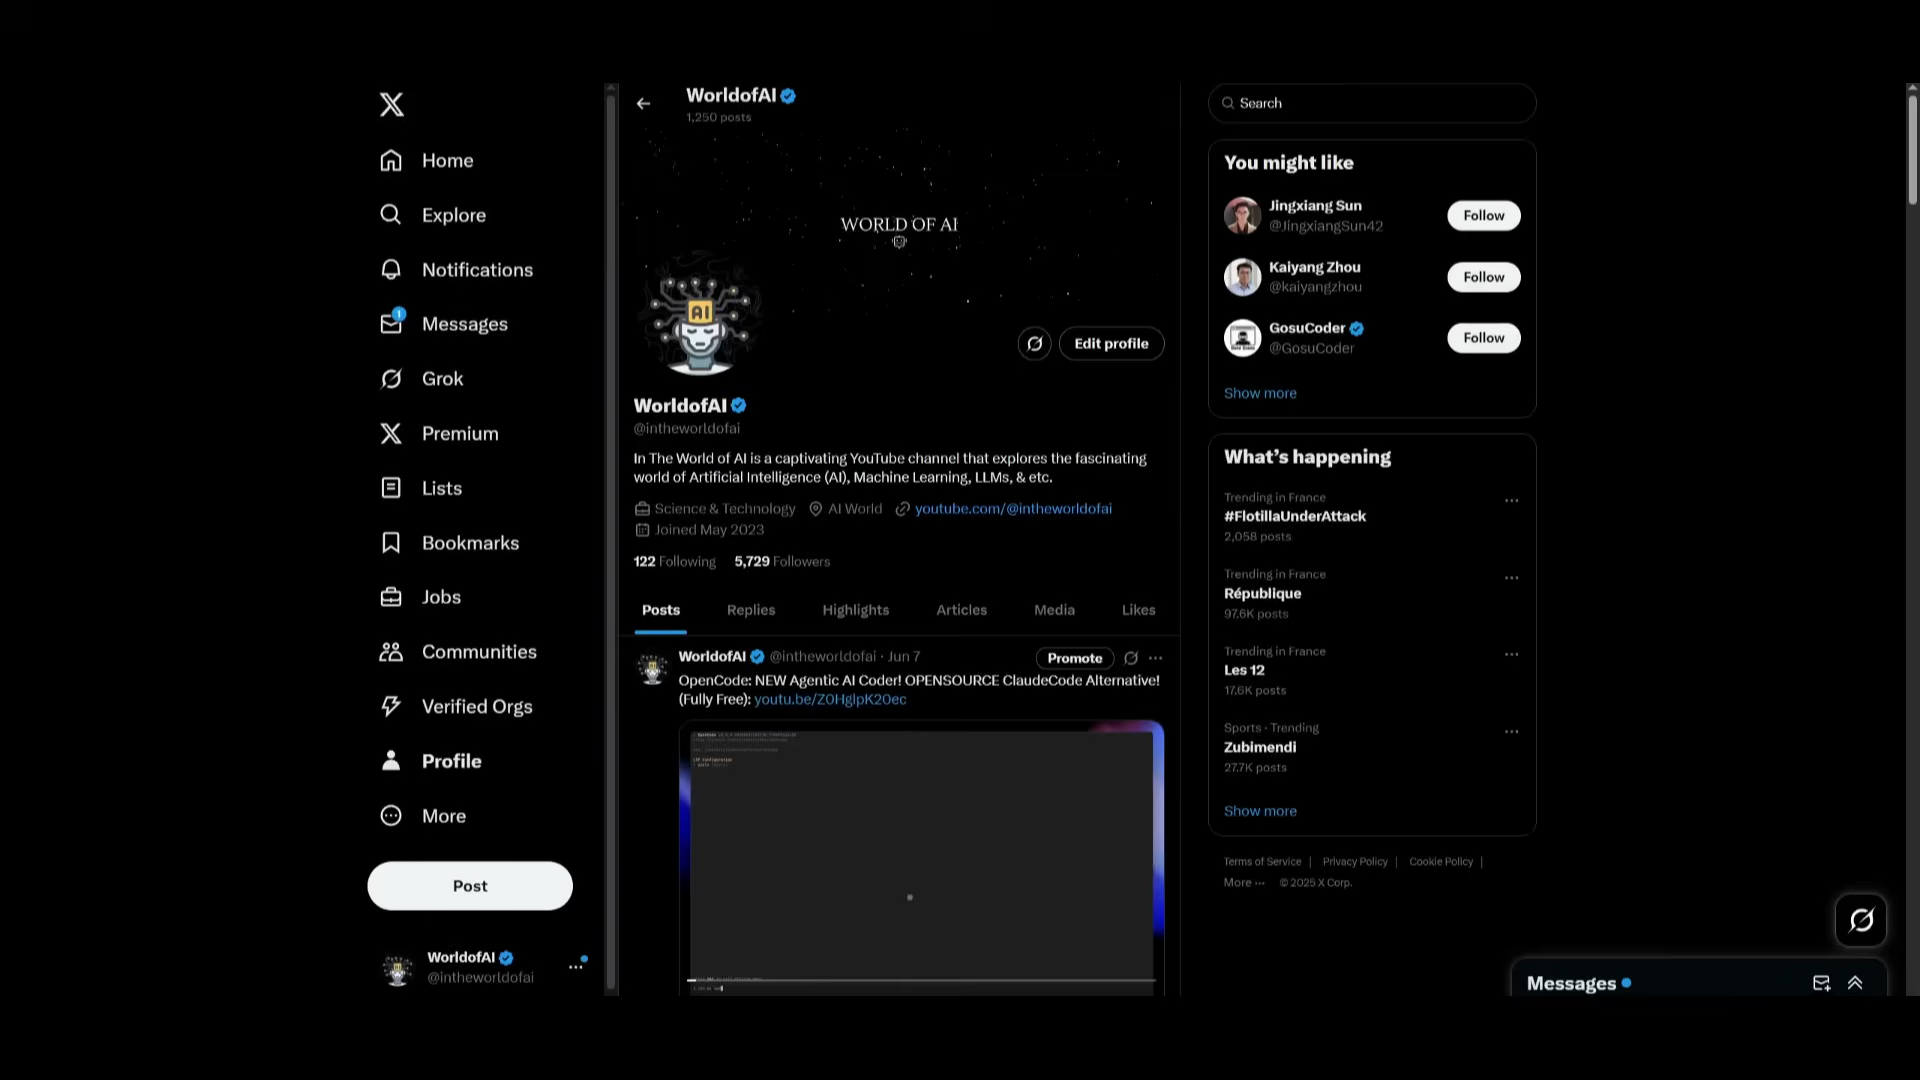 Home
Explore
Notifications
1
Messages
Grok
Premium
Lists
Bookmarks
Jobs
Communities
Verified Orgs
Profile
More
Post
WorldofAI
@intheworldofai
WorldofAI
1,250 posts
WORLD OF AI
AI
Edit profile
WorldofAI
@intheworldofai
In The World of AI is a captivating YouTube channel that explores the fascinating
world of Artificial Intelligence (AI), Machine Learning, LLMs, & etc.
Science & Technology AI World youtube.com/@intheworldofai
Joined May 2023
122 Following 5,729 Followers
Posts Replies Highlights Articles Media Likes
WorldofAI @intheworldofai · Jun 7 Promote
OpenCode: NEW Agentic AI Coder! OPENSOURCE ClaudeCode Alternative!
(Fully Free): youtu.be/Z0HglpK20ec
Search
You might like
Jingxiang Sun
@JingxiangSun42
Follow
Kaiyang Zhou
@kaiyangzhou
Follow
GosuCoder
@GosuCoder
Follow
Show more
What's happening
Trending in France
#FlotillaUnderAttack
2,058 posts
Trending in France
République
97.6K posts
Trending in France
Les 12
17.6K posts
Sports · Trending
Zubimendi
27.7K posts
Show more
Terms of Service | Privacy Policy | Cookie Policy |
More ··· © 2025 X Corp.
Messages